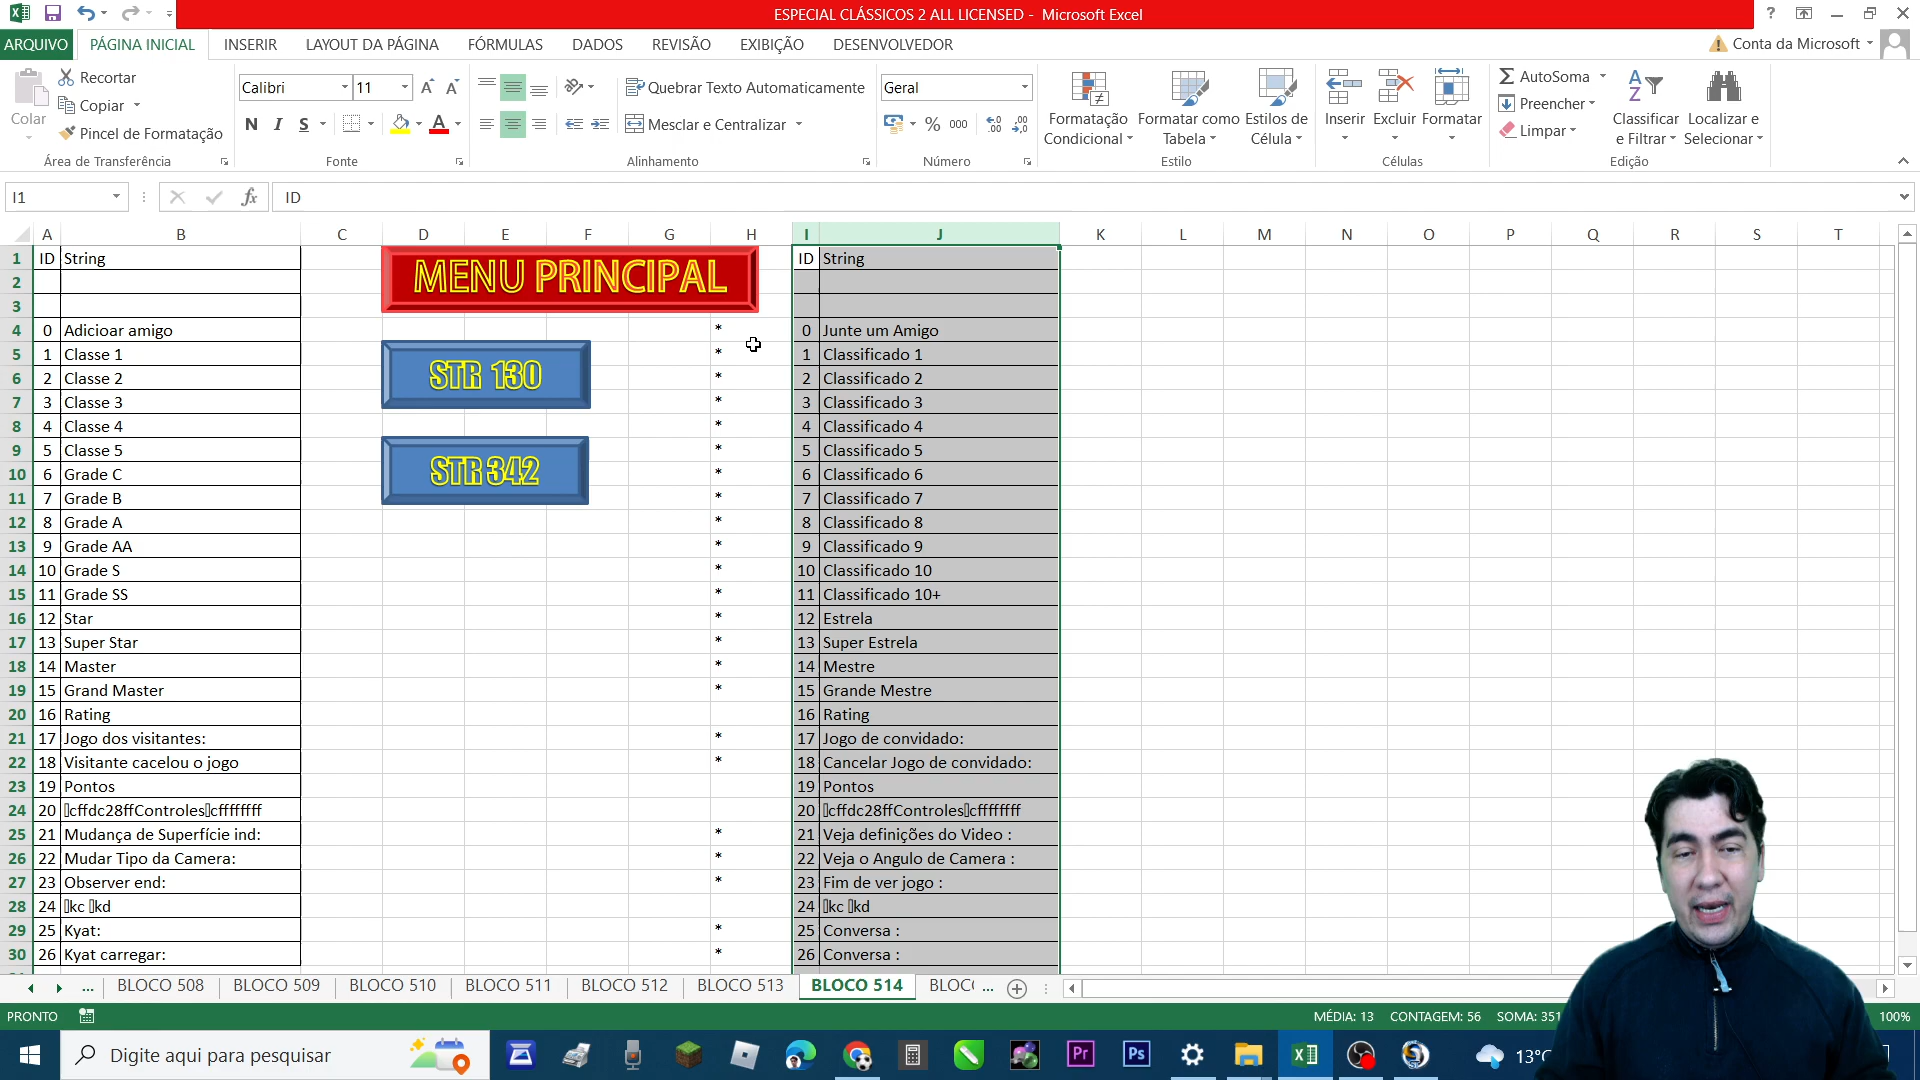 ESPECIAL CLÁSSICOS 2 ALL LICENSED - Microsoft Excel
ARQUIVO PÁGINA INICIAL INSERIR LAYOUT DA PÁGINA FÓRMULAS DADOS REVISÃO EXIBIÇÃO DESENVOLVEDOR Conta da Microsoft
Colar
Recortar
Copiar
Pincel de Formatação
Área de Transferência
Calibri 11
N I S A
Fonte
Quebrar Texto Automaticamente
Mesclar e Centralizar
Alinhamento
Geral
% 000
Número
Formatação Condicional
Formatar como Tabela
Estilos de Célula
Estilo
Inserir Excluir Formatar
Células
AutoSoma
Preencher
Limpar
Classificar e Filtrar
Localizar e Selecionar
Edição
I1 fx ID
A B C D E F G H I J K L M N O P Q R S T
1 ID String MENU PRINCIPAL ID String
2
3
4 0 Adicioar amigo * 0 Junte um Amigo
5 1 Classe 1 * 1 Classificado 1
STR 130
6 2 Classe 2 * 2 Classificado 2
7 3 Classe 3 * 3 Classificado 3
8 4 Classe 4 * 4 Classificado 4
9 5 Classe 5 * 5 Classificado 5
STR 342
10 6 Grade C * 6 Classificado 6
11 7 Grade B * 7 Classificado 7
12 8 Grade A * 8 Classificado 8
13 9 Grade AA * 9 Classificado 9
14 10 Grade S * 10 Classificado 10
15 11 Grade SS * 11 Classificado 10+
16 12 Star * 12 Estrela
17 13 Super Star * 13 Super Estrela
18 14 Master * 14 Mestre
19 15 Grand Master * 15 Grande Mestre
20 16 Rating 16 Rating
21 17 Jogo dos visitantes: * 17 Jogo de convidado:
22 18 Visitante cacelou o jogo * 18 Cancelar Jogo de convidado:
23 19 Pontos 19 Pontos
24 20 ▯cffdc28ffControles▯cffffffff 20 ▯cffdc28ffControles▯cffffffff
25 21 Mudança de Superfície ind: * 21 Veja definições do Video :
26 22 Mudar Tipo da Camera: * 22 Veja o Angulo de Camera :
27 23 Observer end: * 23 Fim de ver jogo :
28 24 ▯kc ▯kd 24 ▯kc ▯kd
29 25 Kyat: * 25 Conversa :
30 26 Kyat carregar: * 26 Conversa :
... BLOCO 508 BLOCO 509 BLOCO 510 BLOCO 511 BLOCO 512 BLOCO 513 BLOCO 514 BLOC ...
PRONTO MÉDIA: 13 CONTAGEM: 56 SOMA: 351 100%
Digite aqui para pesquisar Pr Ps 13°C